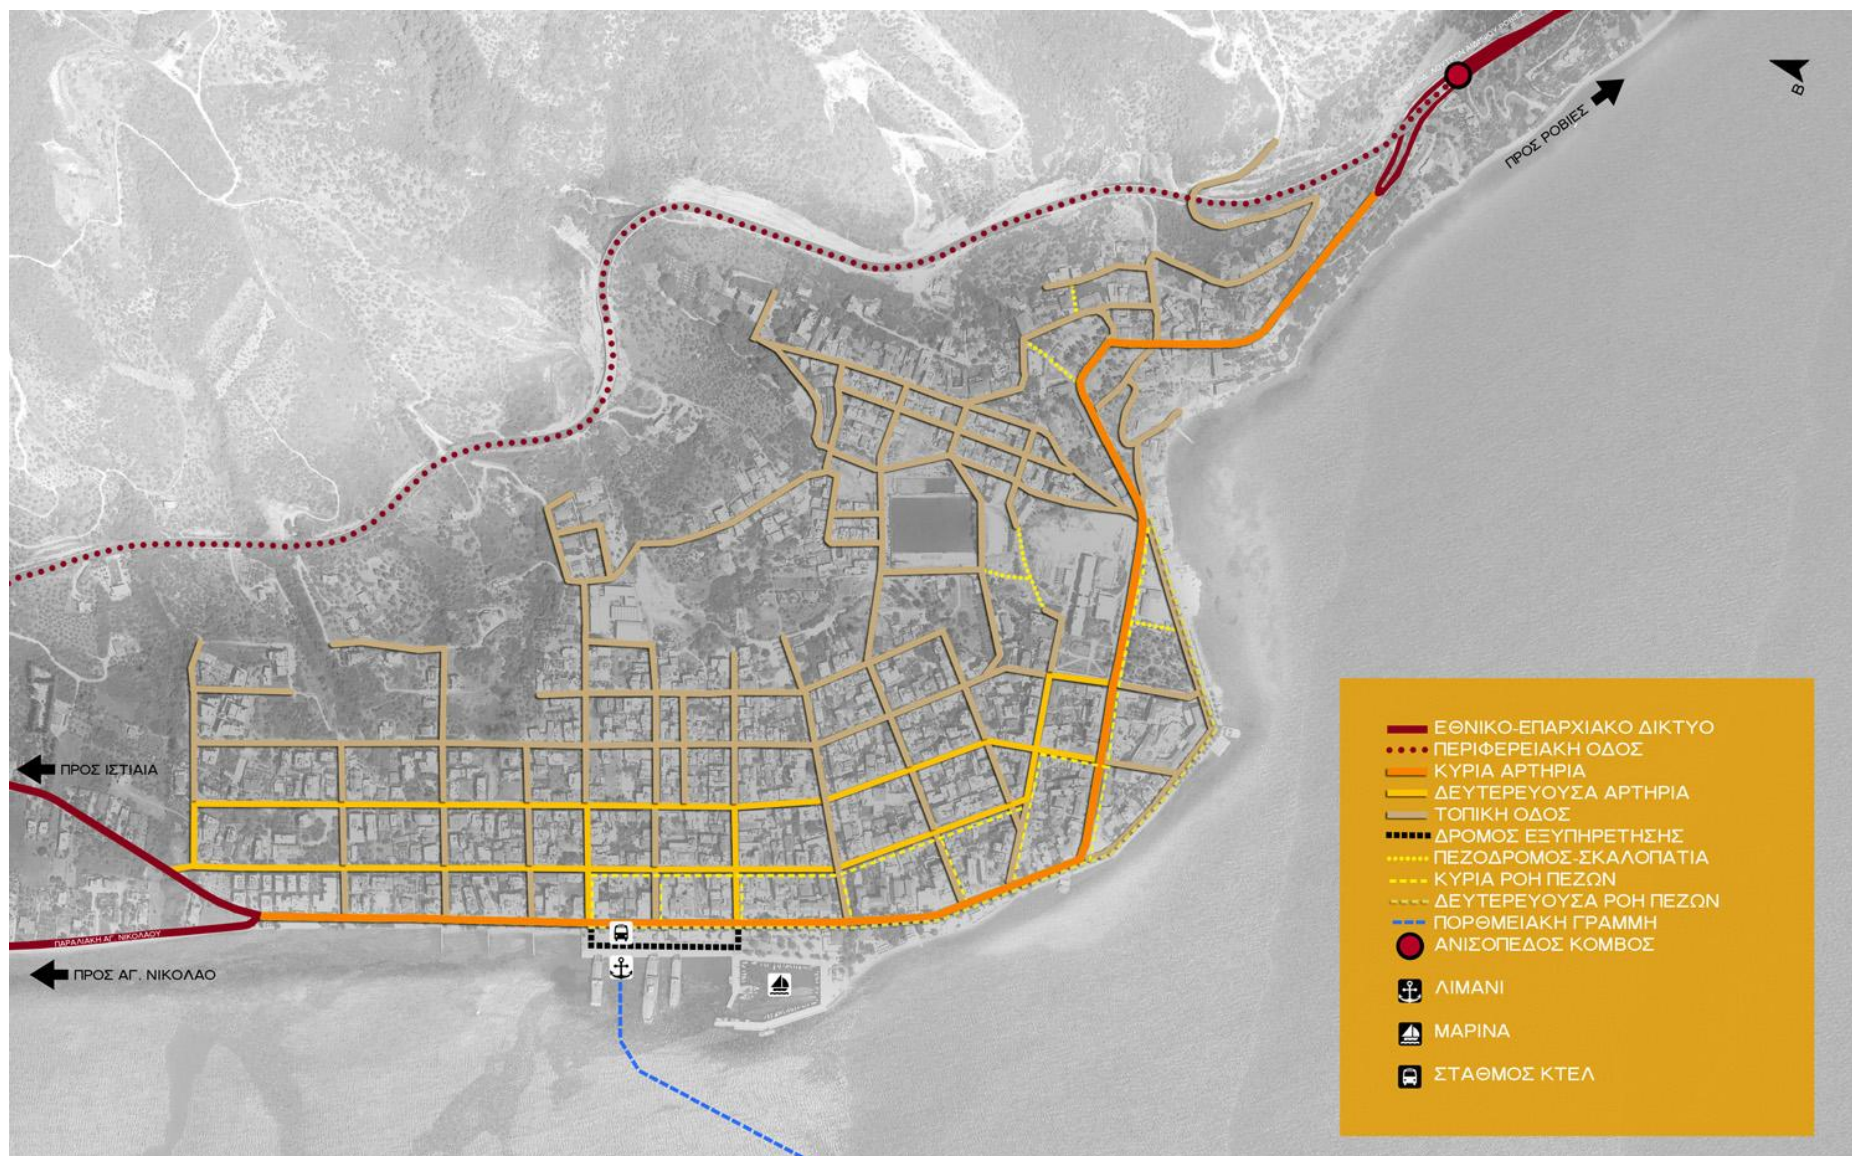 Β
ΠΡΟΣ ΡΟΒΙΕΣ
ΠΡΟΣ ΙΣΤΙΑΙΑ
ΠΑΡΑΛΙΑΚΗ ΑΓ. ΝΙΚΟΛΑΟΥ
ΠΡΟΣ ΑΓ. ΝΙΚΟΛΑΟ
ΕΘΝΙΚΟ-ΕΠΑΡΧΙΑΚΟ ΔΙΚΤΥΟ
ΠΕΡΙΦΕΡΕΙΑΚΗ ΟΔΟΣ
ΚΥΡΙΑ ΑΡΤΗΡΙΑ
ΔΕΥΤΕΡΕΥΟΥΣΑ ΑΡΤΗΡΙΑ
ΤΟΠΙΚΗ ΟΔΟΣ
ΔΡΟΜΟΣ ΕΞΥΠΗΡΕΤΗΣΗΣ
ΠΕΖΟΔΡΟΜΟΣ-ΣΚΑΛΟΠΑΤΙΑ
ΚΥΡΙΑ ΡΟΗ ΠΕΖΩΝ
ΔΕΥΤΕΡΕΥΟΥΣΑ ΡΟΗ ΠΕΖΩΝ
ΠΟΡΘΜΕΙΑΚΗ ΓΡΑΜΜΗ
ΑΝΙΣΟΠΕΔΟΣ ΚΟΜΒΟΣ
ΛΙΜΑΝΙ
ΜΑΡΙΝΑ
ΣΤΑΘΜΟΣ ΚΤΕΛ